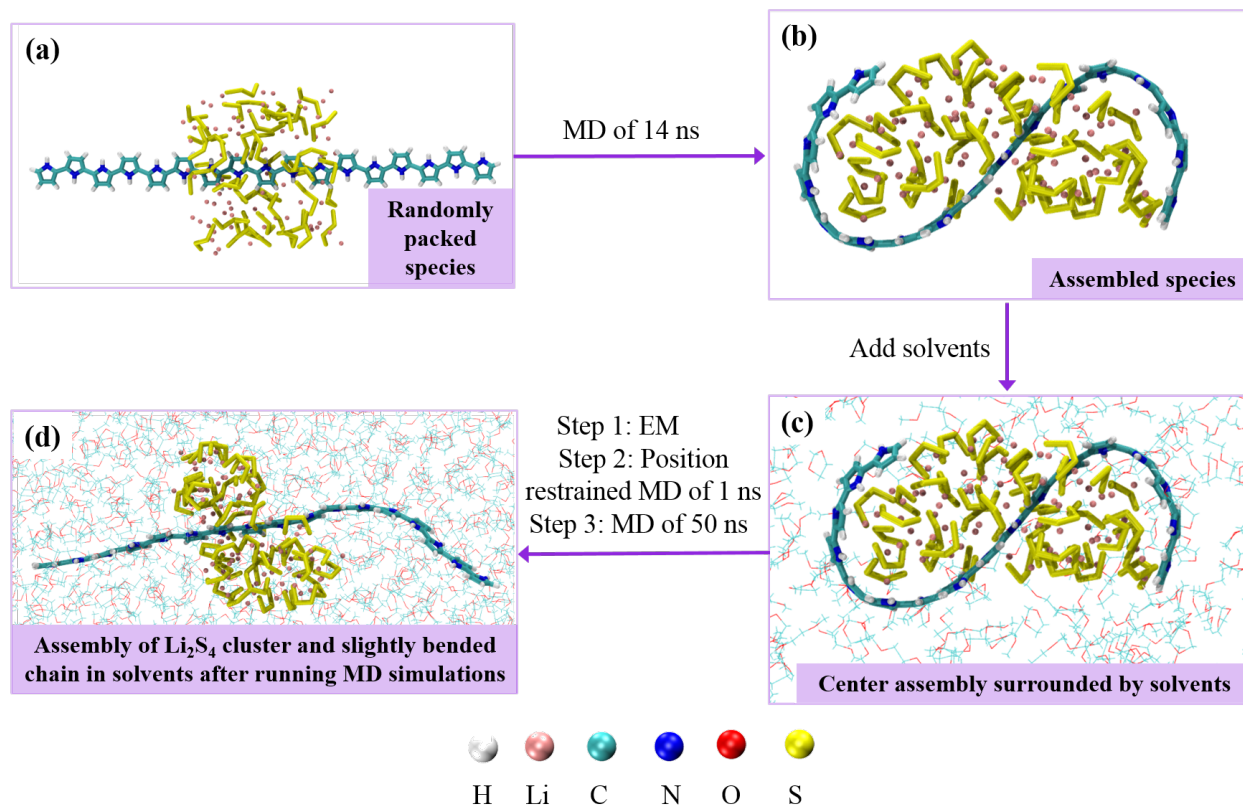 (a)
Randomly
packed
species
MD of 14 ns
(b)
Assembled species
Add solvents
(c)
Center assembly surrounded by solvents
Step 1: EM
Step 2: Position
restrained MD of 1 ns
Step 3: MD of 50 ns
(d)
Assembly of Li₂S₄ cluster and slightly bended
chain in solvents after running MD simulations
H Li C N O S